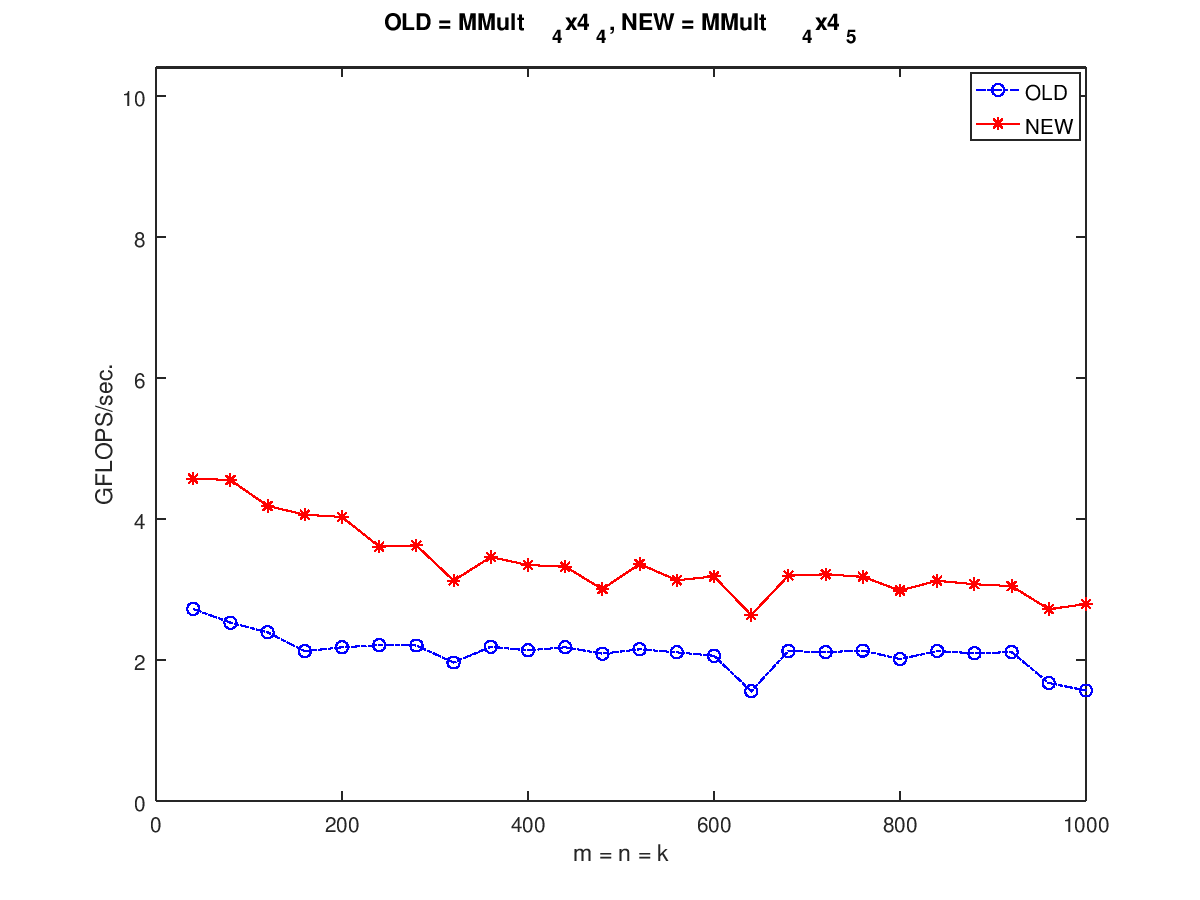 OLD = MMult 4x4 4, NEW = MMult 4x4 5
OLD
NEW
10
8
6
4
2
0
GFLOPS/sec.
0 200 400 600 800 1000
m = n = k